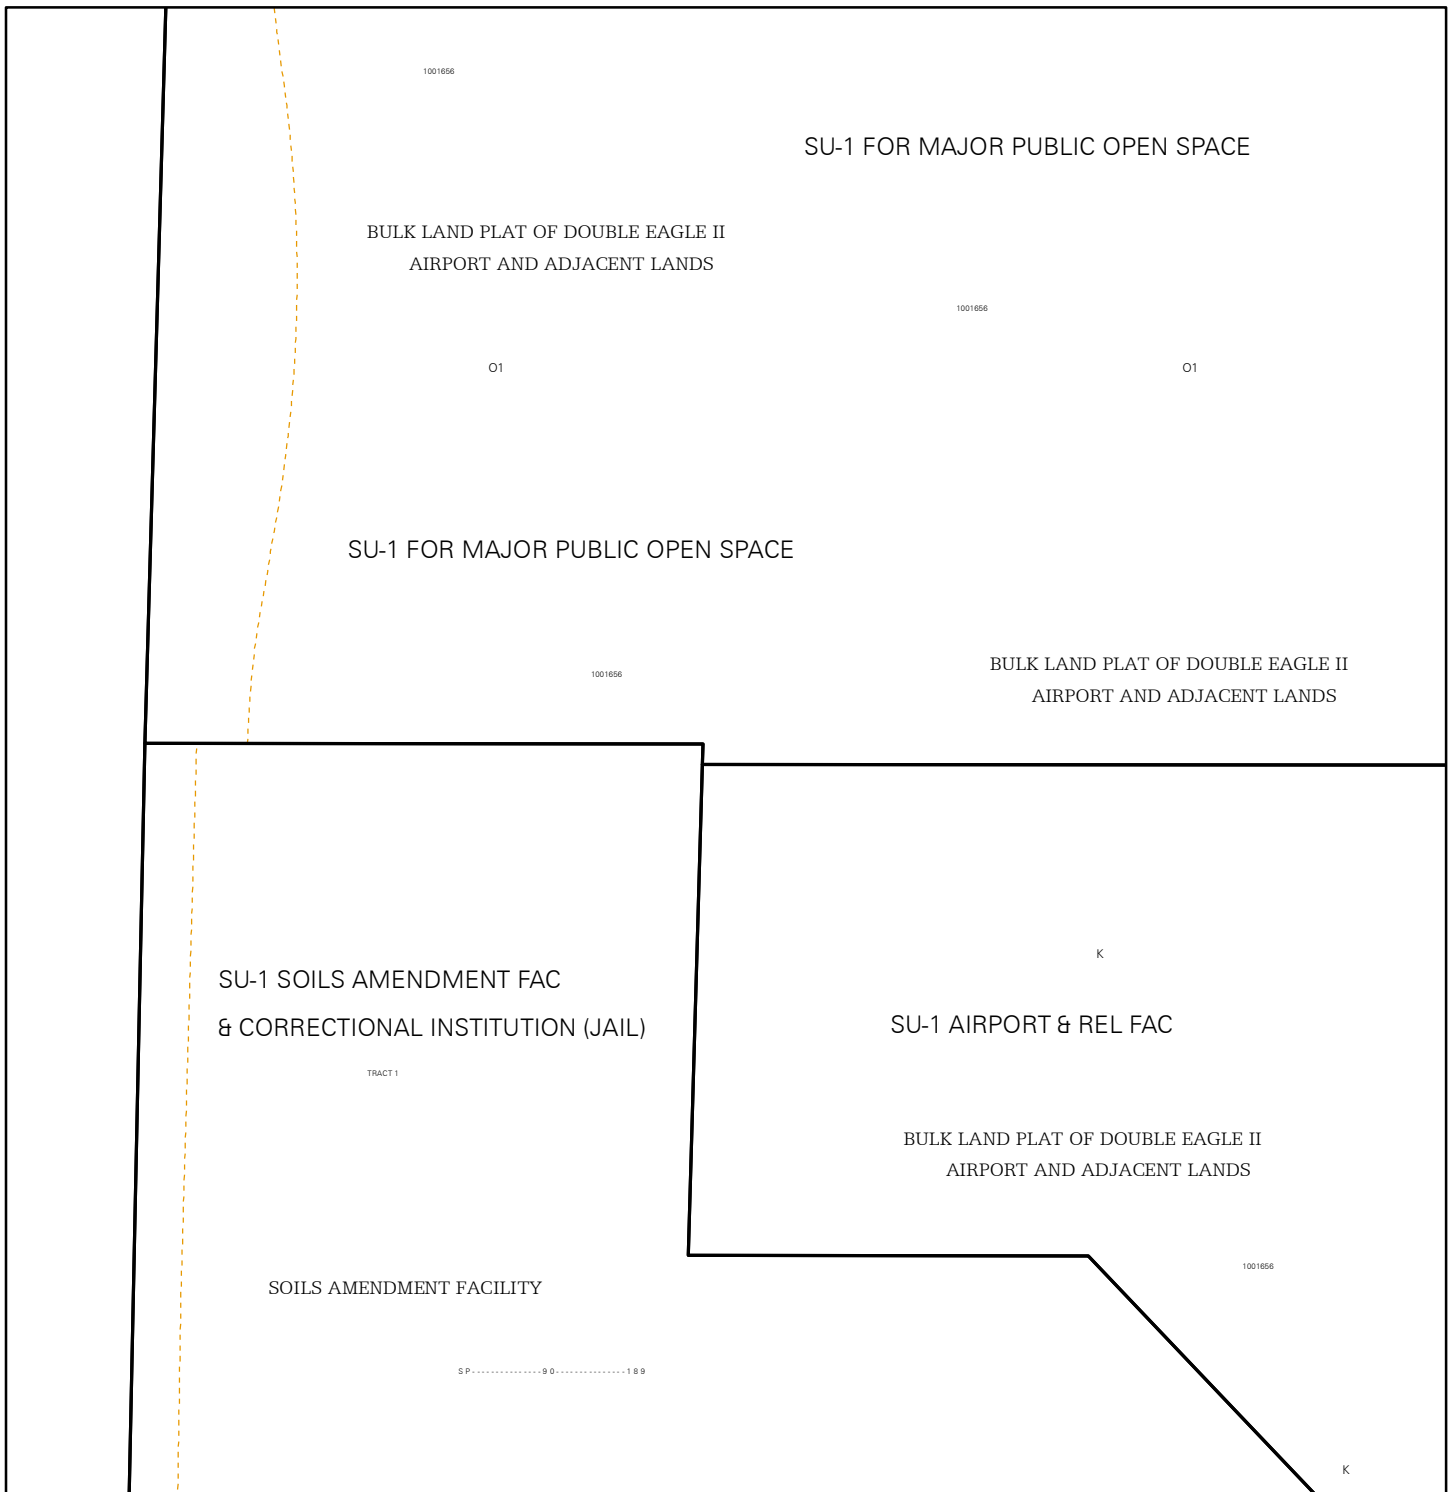 1001656
SU-1 FOR MAJOR PUBLIC OPEN SPACE
BULK LAND PLAT OF DOUBLE EAGLE II
AIRPORT AND ADJACENT LANDS
1001656
O1
O1
SU-1 FOR MAJOR PUBLIC OPEN SPACE
1001656
BULK LAND PLAT OF DOUBLE EAGLE II
AIRPORT AND ADJACENT LANDS
SU-1 SOILS AMENDMENT FAC
& CORRECTIONAL INSTITUTION (JAIL)
TRACT 1
K
SU-1 AIRPORT & REL FAC
BULK LAND PLAT OF DOUBLE EAGLE II
AIRPORT AND ADJACENT LANDS
1001656
SOILS AMENDMENT FACILITY
SP---------------90---------------189
K